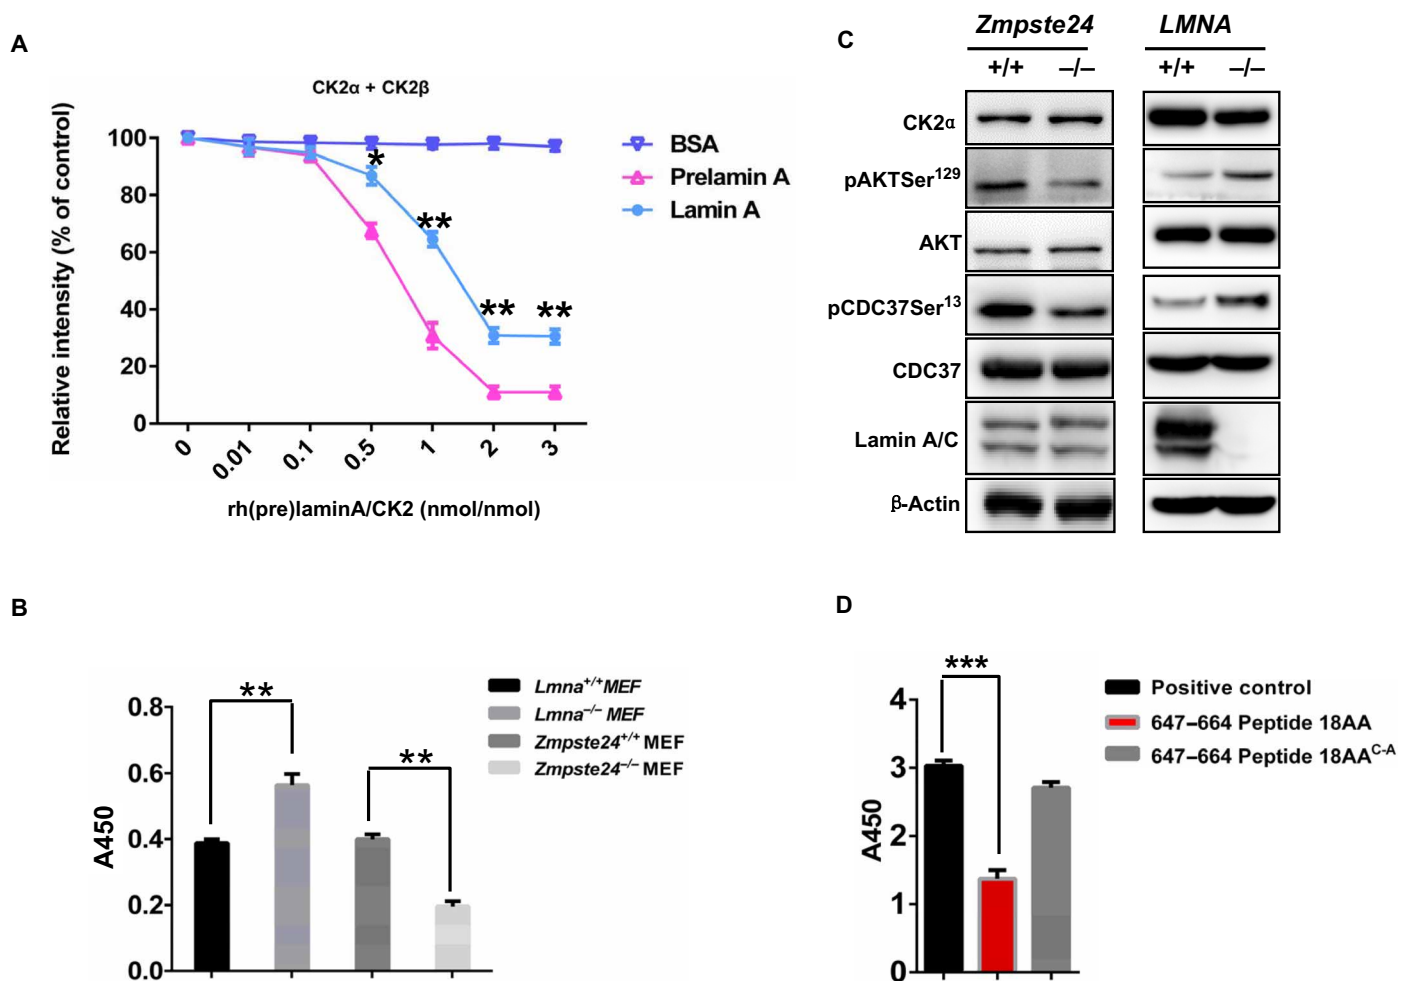 A
CK2α + CK2β
Relative intensity (% of control)
100
80
60
40
20
0
0
0.01
0.1
0.5
1
2
3
*
**
**
**
BSA
Prelamin A
Lamin A
rh(pre)laminA/CK2 (nmol/nmol)
B
A450
0.8
0.6
0.4
0.2
0.0
**
**
Lmna+/+MEF
Lmna–/– MEF
Zmpste24+/+ MEF
Zmpste24–/– MEF
C
Zmpste24 LMNA
+/+ –/– +/+ –/–
CK2α
pAKTSer129
AKT
pCDC37Ser13
CDC37
Lamin A/C
β-Actin
D
A450
4
3
2
1
0
***
Positive control
647–664 Peptide 18AA
647–664 Peptide 18AAC-A